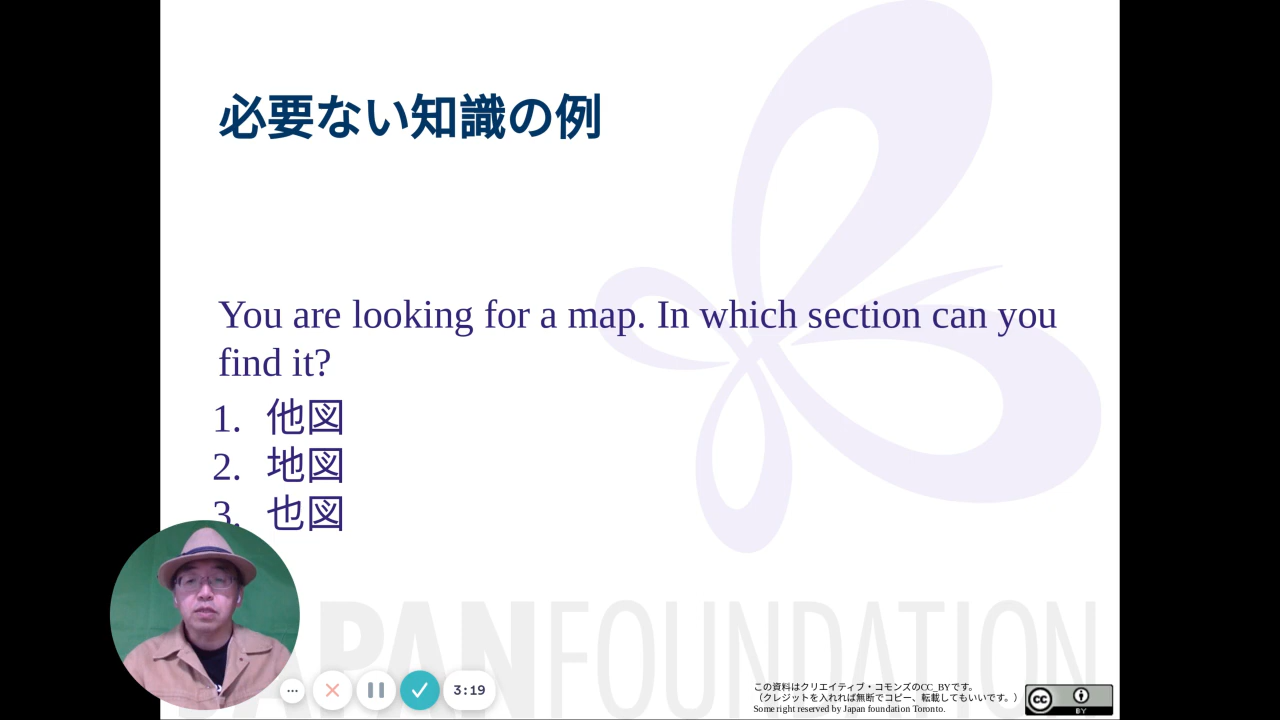 必要ない知識の例
You are looking for a map. In which section can you
find it?
1. 他図
2. 地図
3. 也図
JAPAN FOUNDATION
3:19
この資料はクリエイティブ・コモンズのCC_BYです。
（クレジットを入れれば無断でコピー、転載してもいいです。）
Some right reserved by Japan foundation Toronto.
cc
BY